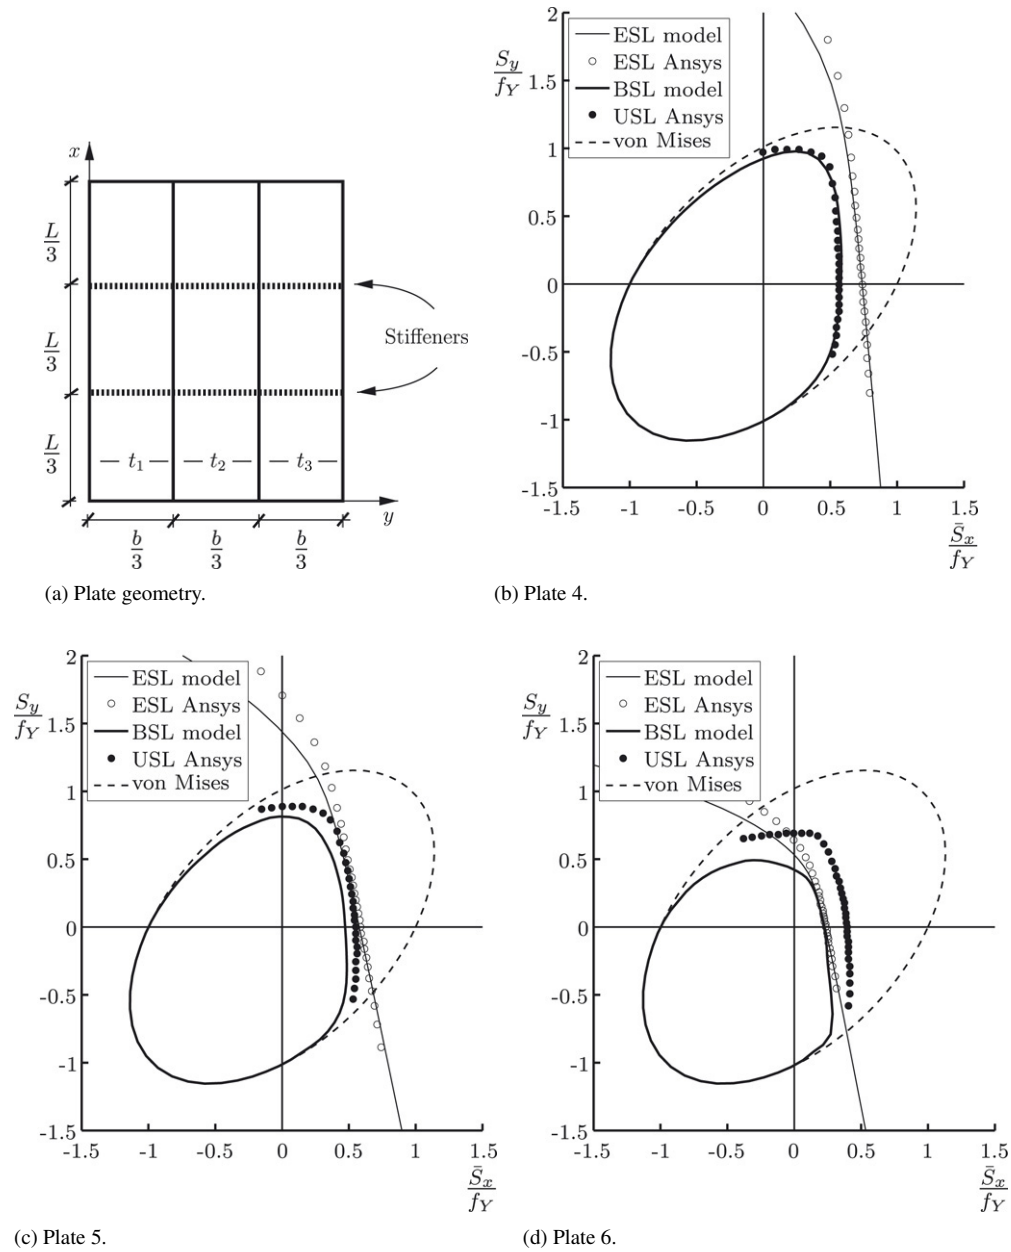 x
L/3
L/3
L/3
Stiffeners
— t₁ — t₂ — t₃ —
y
b/3 b/3 b/3
(a) Plate geometry.
S_y/f_Y
ESL model
ESL Ansys
BSL model
USL Ansys
von Mises
2
1.5
1
0.5
0
-0.5
-1
-1.5
-1.5 -1 -0.5 0 0.5 1 1.5
S̄_x/f_Y
(b) Plate 4.
S_y/f_Y
ESL model
ESL Ansys
BSL model
USL Ansys
von Mises
2
1.5
1
0.5
0
-0.5
-1
-1.5
-1.5 -1 -0.5 0 0.5 1 1.5
S̄_x/f_Y
(c) Plate 5.
S_y/f_Y
ESL model
ESL Ansys
BSL model
USL Ansys
von Mises
2
1.5
1
0.5
0
-0.5
-1
-1.5
-1.5 -1 -0.5 0 0.5 1 1.5
S̄_x/f_Y
(d) Plate 6.